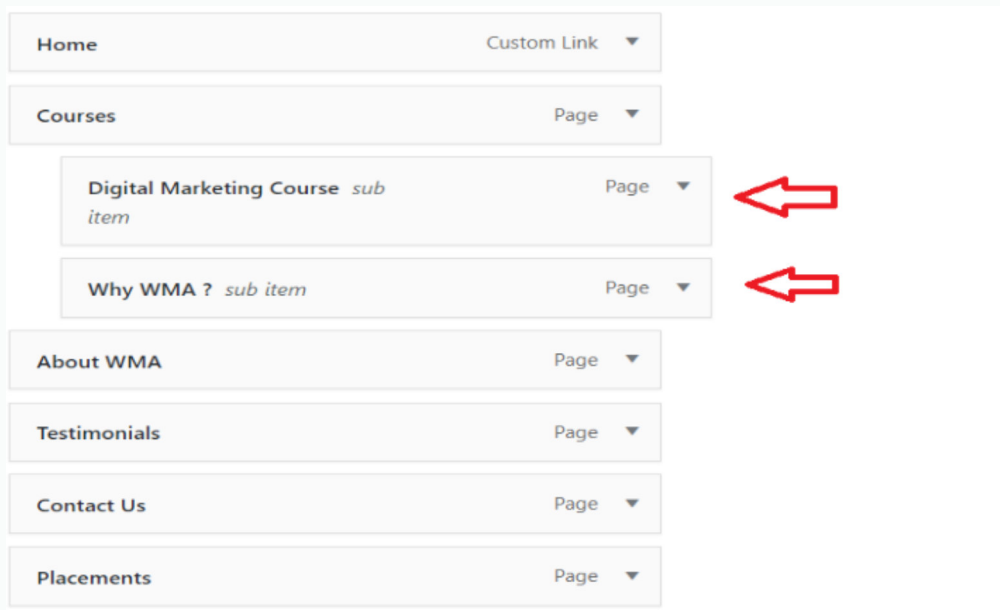 Home Custom Link
Courses Page
Digital Marketing Course sub Page
item
Why WMA ? sub item Page
About WMA Page
Testimonials Page
Contact Us Page
Placements Page